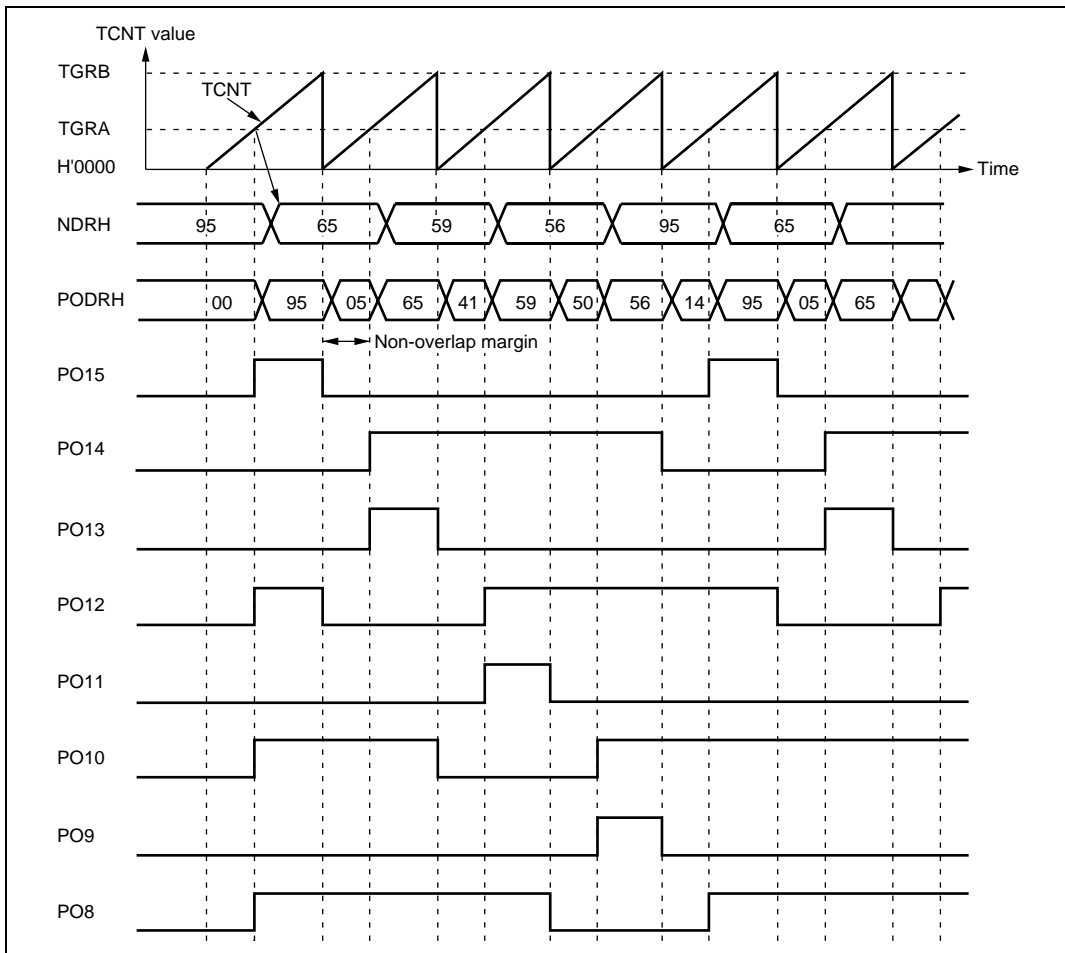 TCNT value
TGRB
TCNT
TGRA
H'0000
Time
NDRH
95 65 59 56 95 65
PODRH
00 95 05 65 41 59 50 56 14 95 05 65
Non-overlap margin
PO15
PO14
PO13
PO12
PO11
PO10
PO9
PO8